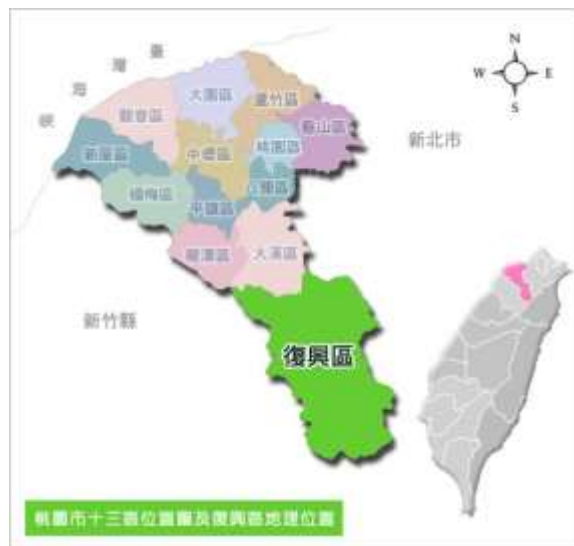 臺灣海峽
N
W E
S
大園區
蘆竹區
觀音區
龜山區
桃園區
新北市
新屋區
中壢區
八德區
楊梅區
平鎮區
龍潭區
大溪區
新竹縣
復興區
桃園市十三區位置圖及復興區地理位置